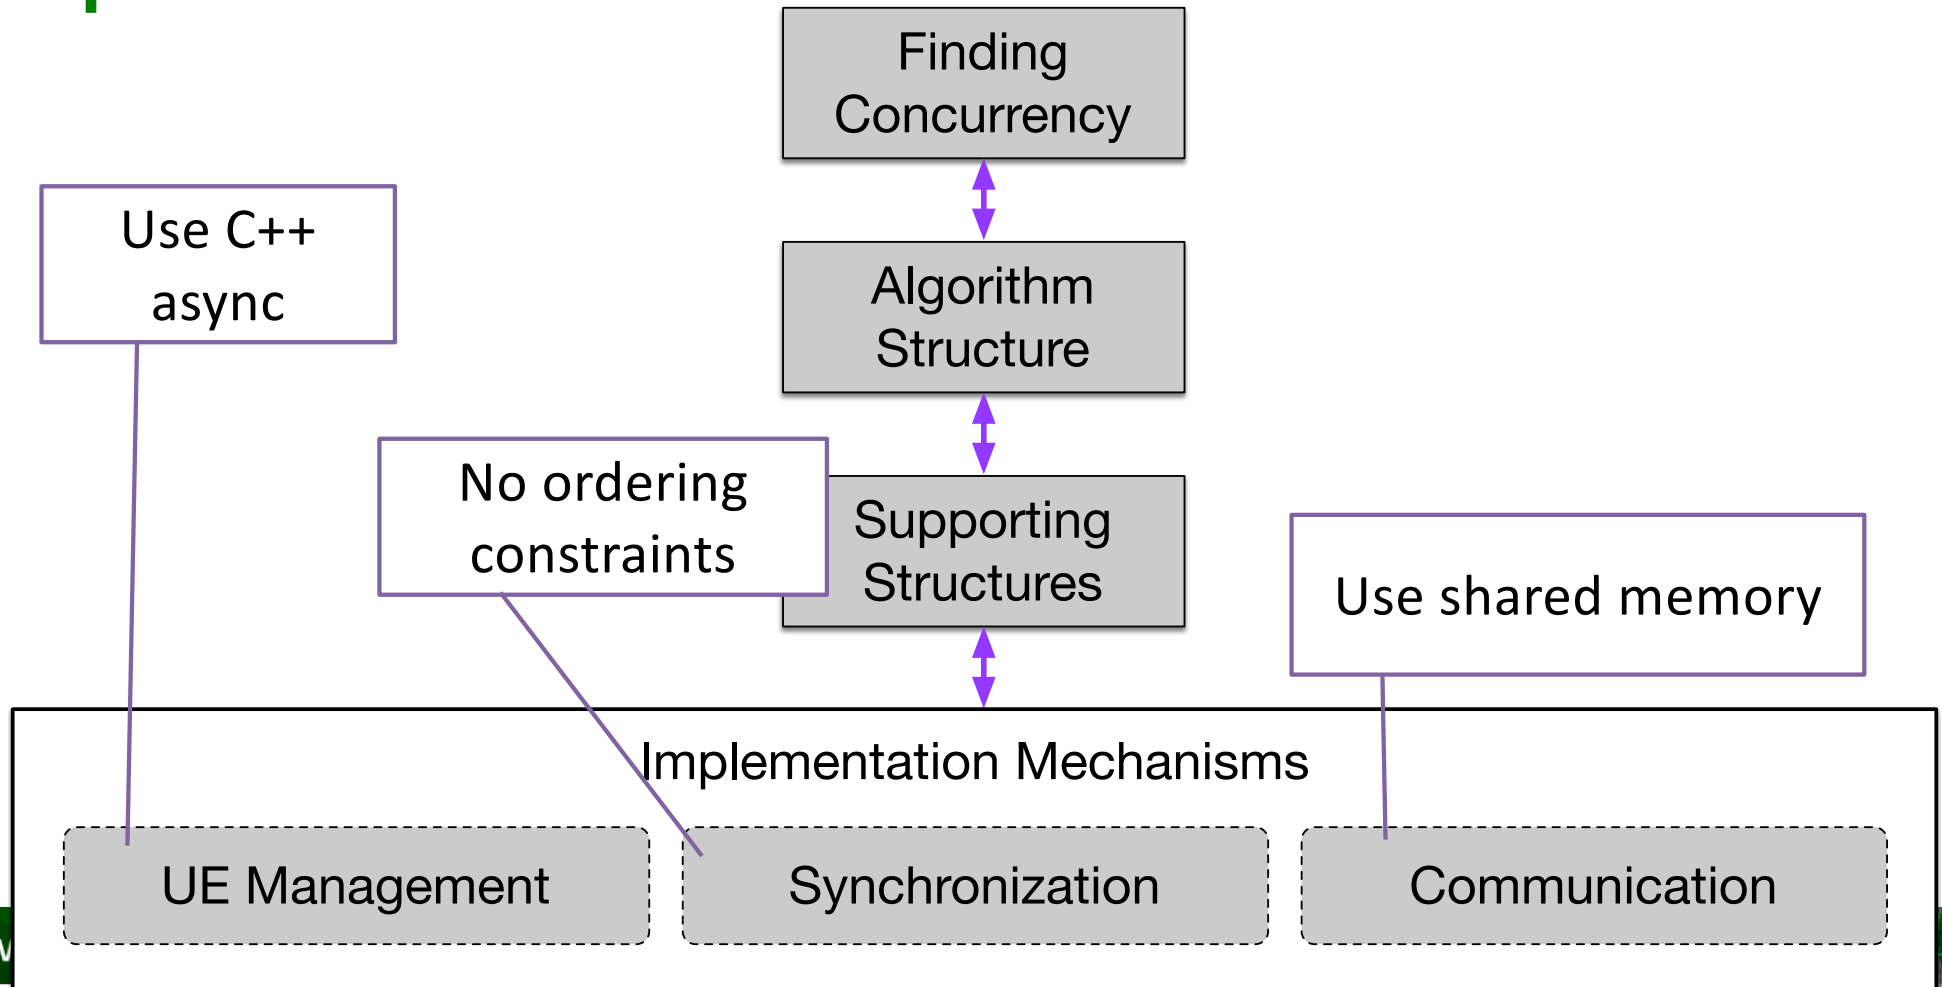 Finding
Concurrency
Use C++
async
Algorithm
Structure
No ordering
constraints
Supporting
Structures
Use shared memory
Implementation Mechanisms
UE Management
Synchronization
Communication